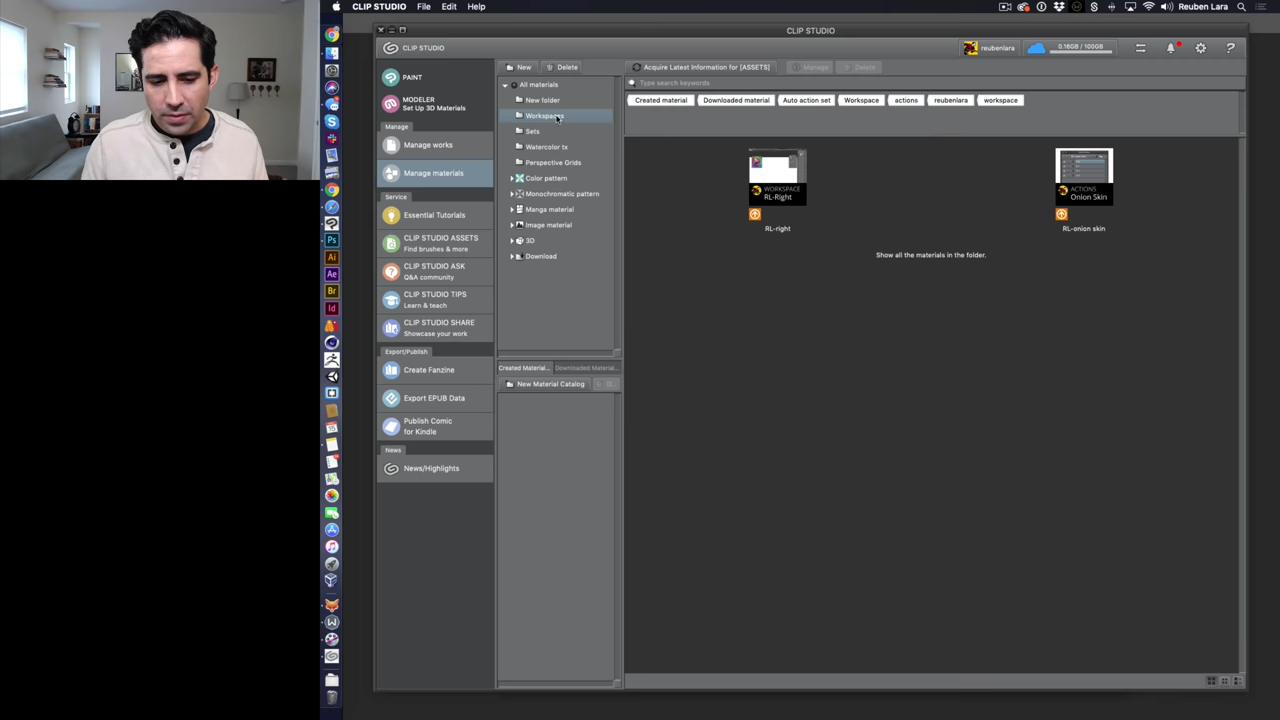 CLIP STUDIO File Edit Help
Reuben Lara
CLIP STUDIO
CLIP STUDIO
reubenlara
0.16GB / 100GB
PAINT
MODELER
Set Up 3D Materials
Manage
Manage works
Manage materials
Service
Essential Tutorials
CLIP STUDIO ASSETS
Find brushes & more
CLIP STUDIO ASK
Q&A community
CLIP STUDIO TIPS
Learn & teach
CLIP STUDIO SHARE
Showcase your work
Export/Publish
Create Fanzine
Export EPUB Data
Publish Comic
for Kindle
News
News/Highlights
New Delete
All materials
New folder
Workspaces
Sets
Watercolor tx
Perspective Grids
Color pattern
Monochromatic pattern
Manga material
Image material
3D
Download
Created Material... Downloaded Material...
New Material Catalog
Acquire Latest Information for [ASSETS] Manage Delete
Type search keywords
Created material Downloaded material Auto action set Workspace actions reubenlara workspace
WORKSPACE
RL-Right
RL-right
ACTIONS
Onion Skin
RL-onion skin
Show all the materials in the folder.
Ps
Ai
Ae
Br
Id